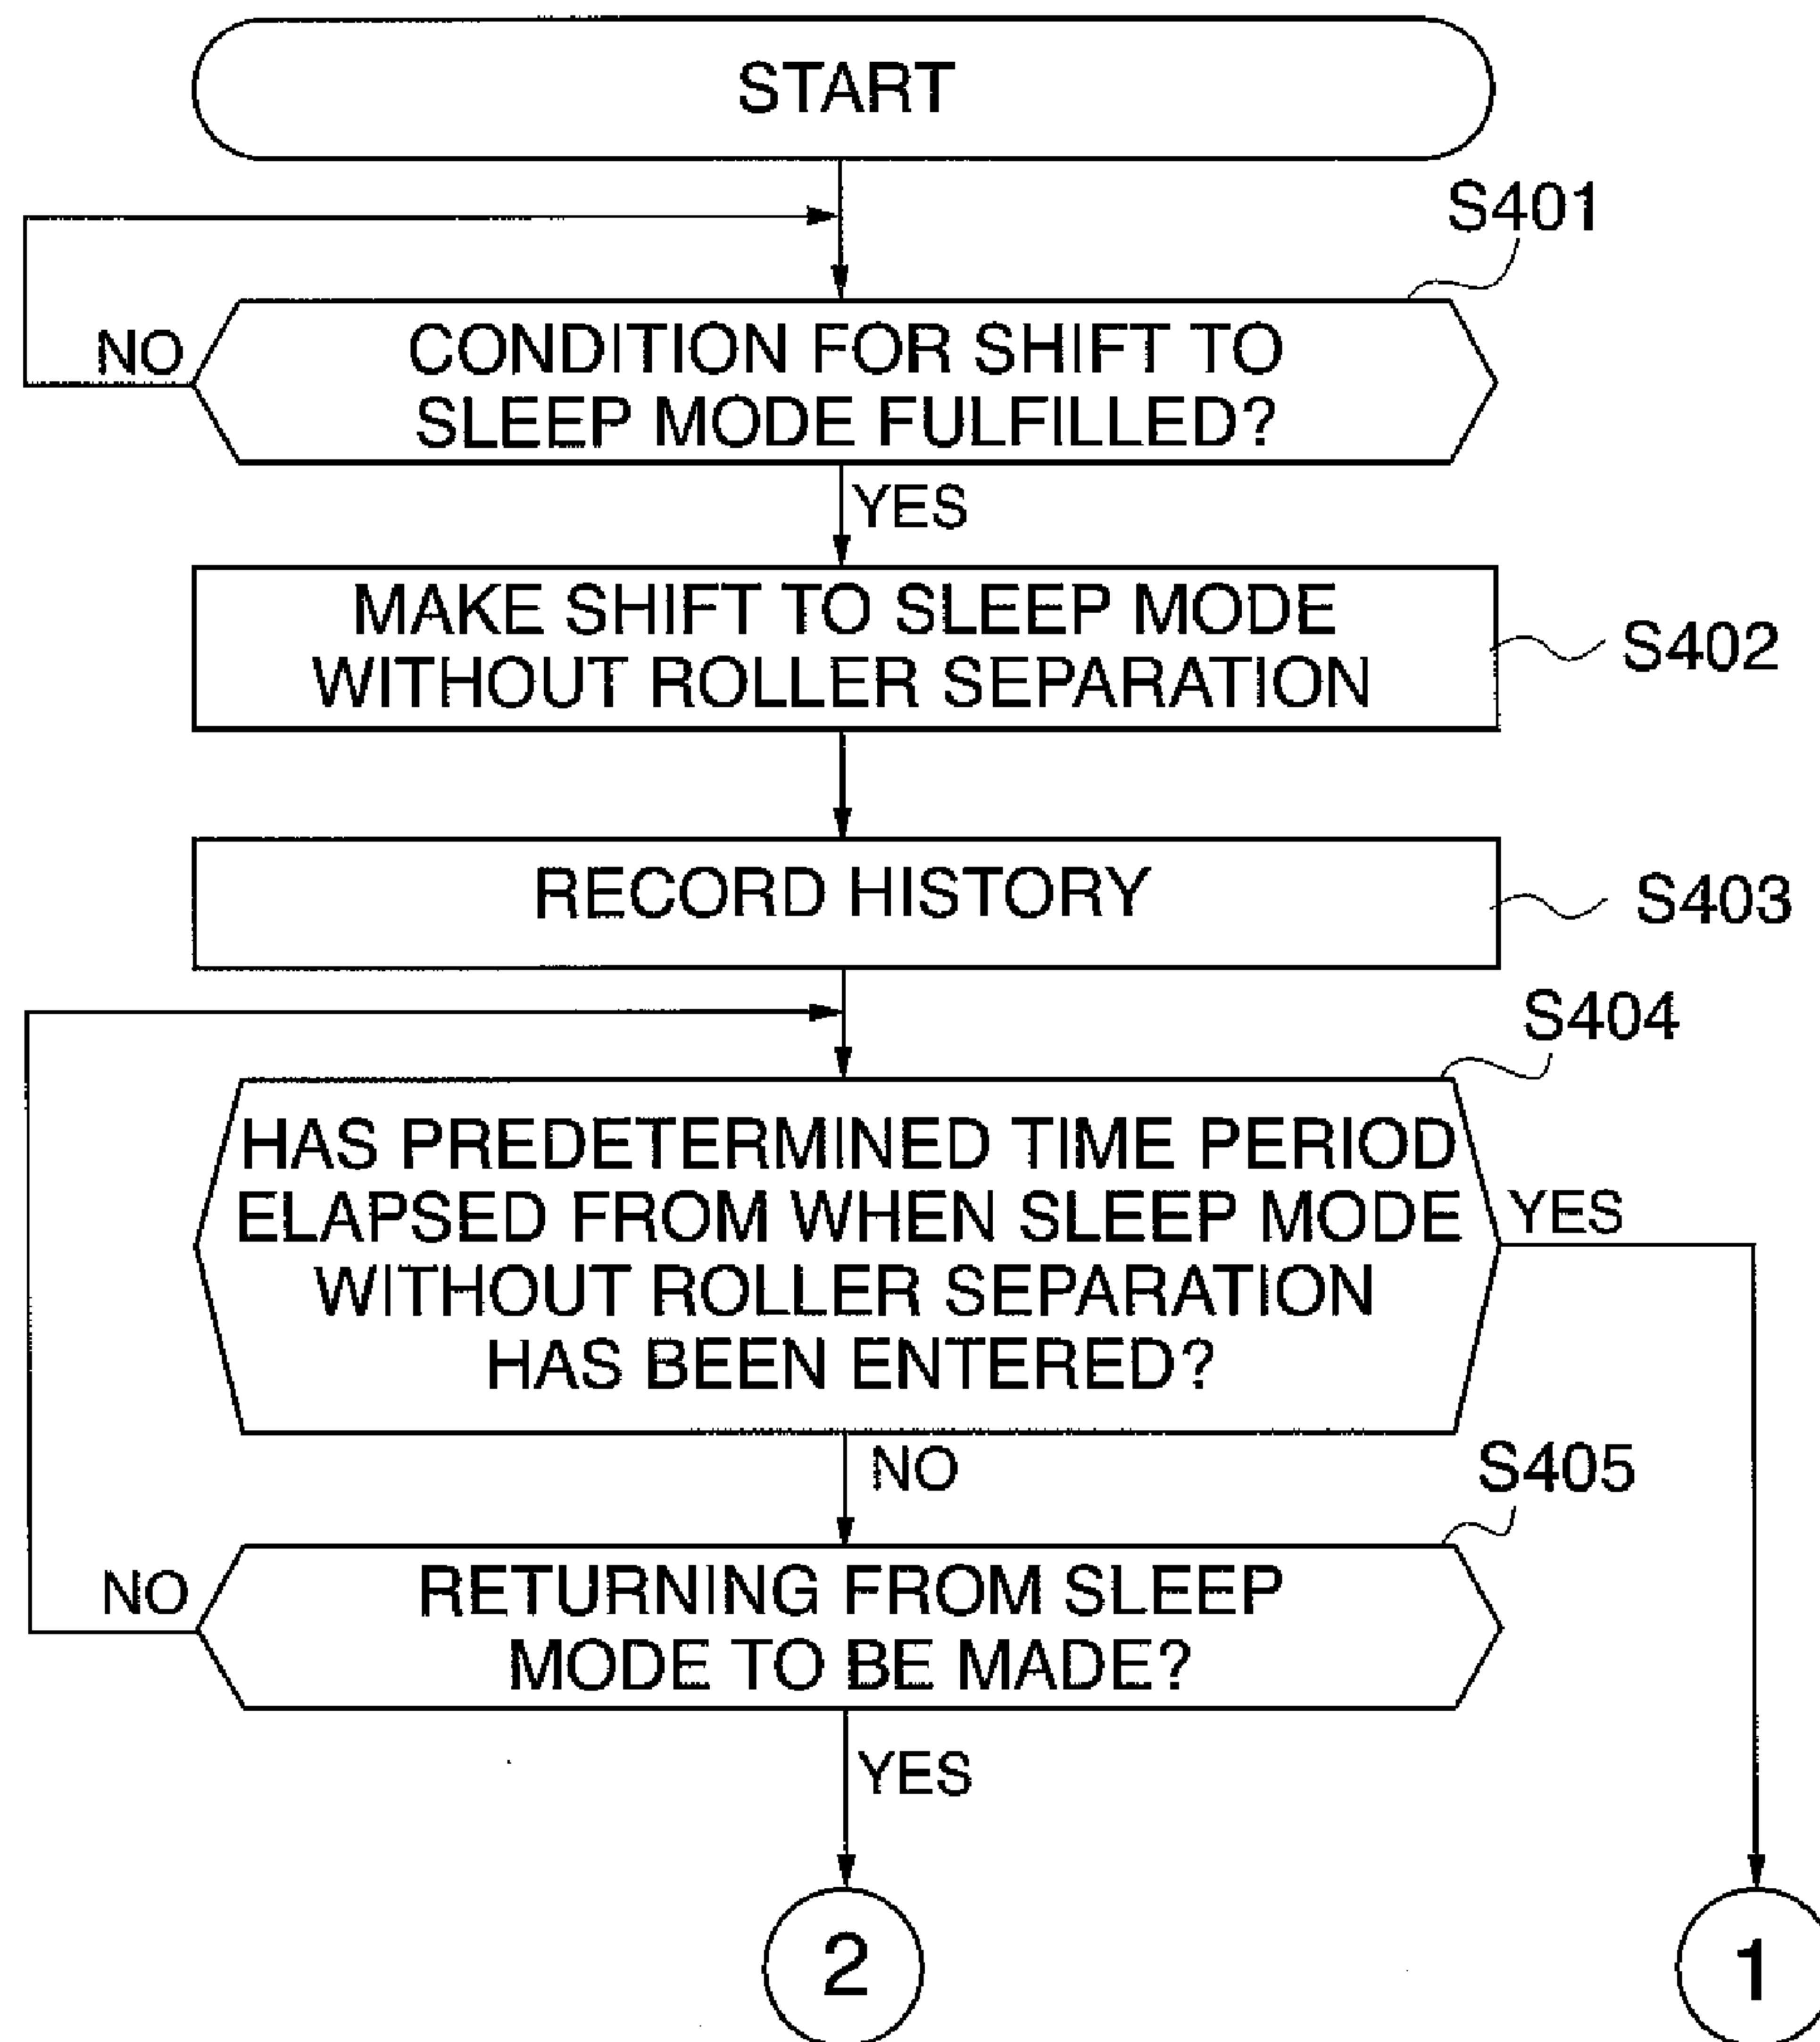 START
S401
NO
CONDITION FOR SHIFT TO
SLEEP MODE FULFILLED?
YES
MAKE SHIFT TO SLEEP MODE
WITHOUT ROLLER SEPARATION
S402
RECORD HISTORY
S403
S404
HAS PREDETERMINED TIME PERIOD
ELAPSED FROM WHEN SLEEP MODE
WITHOUT ROLLER SEPARATION
HAS BEEN ENTERED?
YES
NO
S405
NO
RETURNING FROM SLEEP
MODE TO BE MADE?
YES
2
1